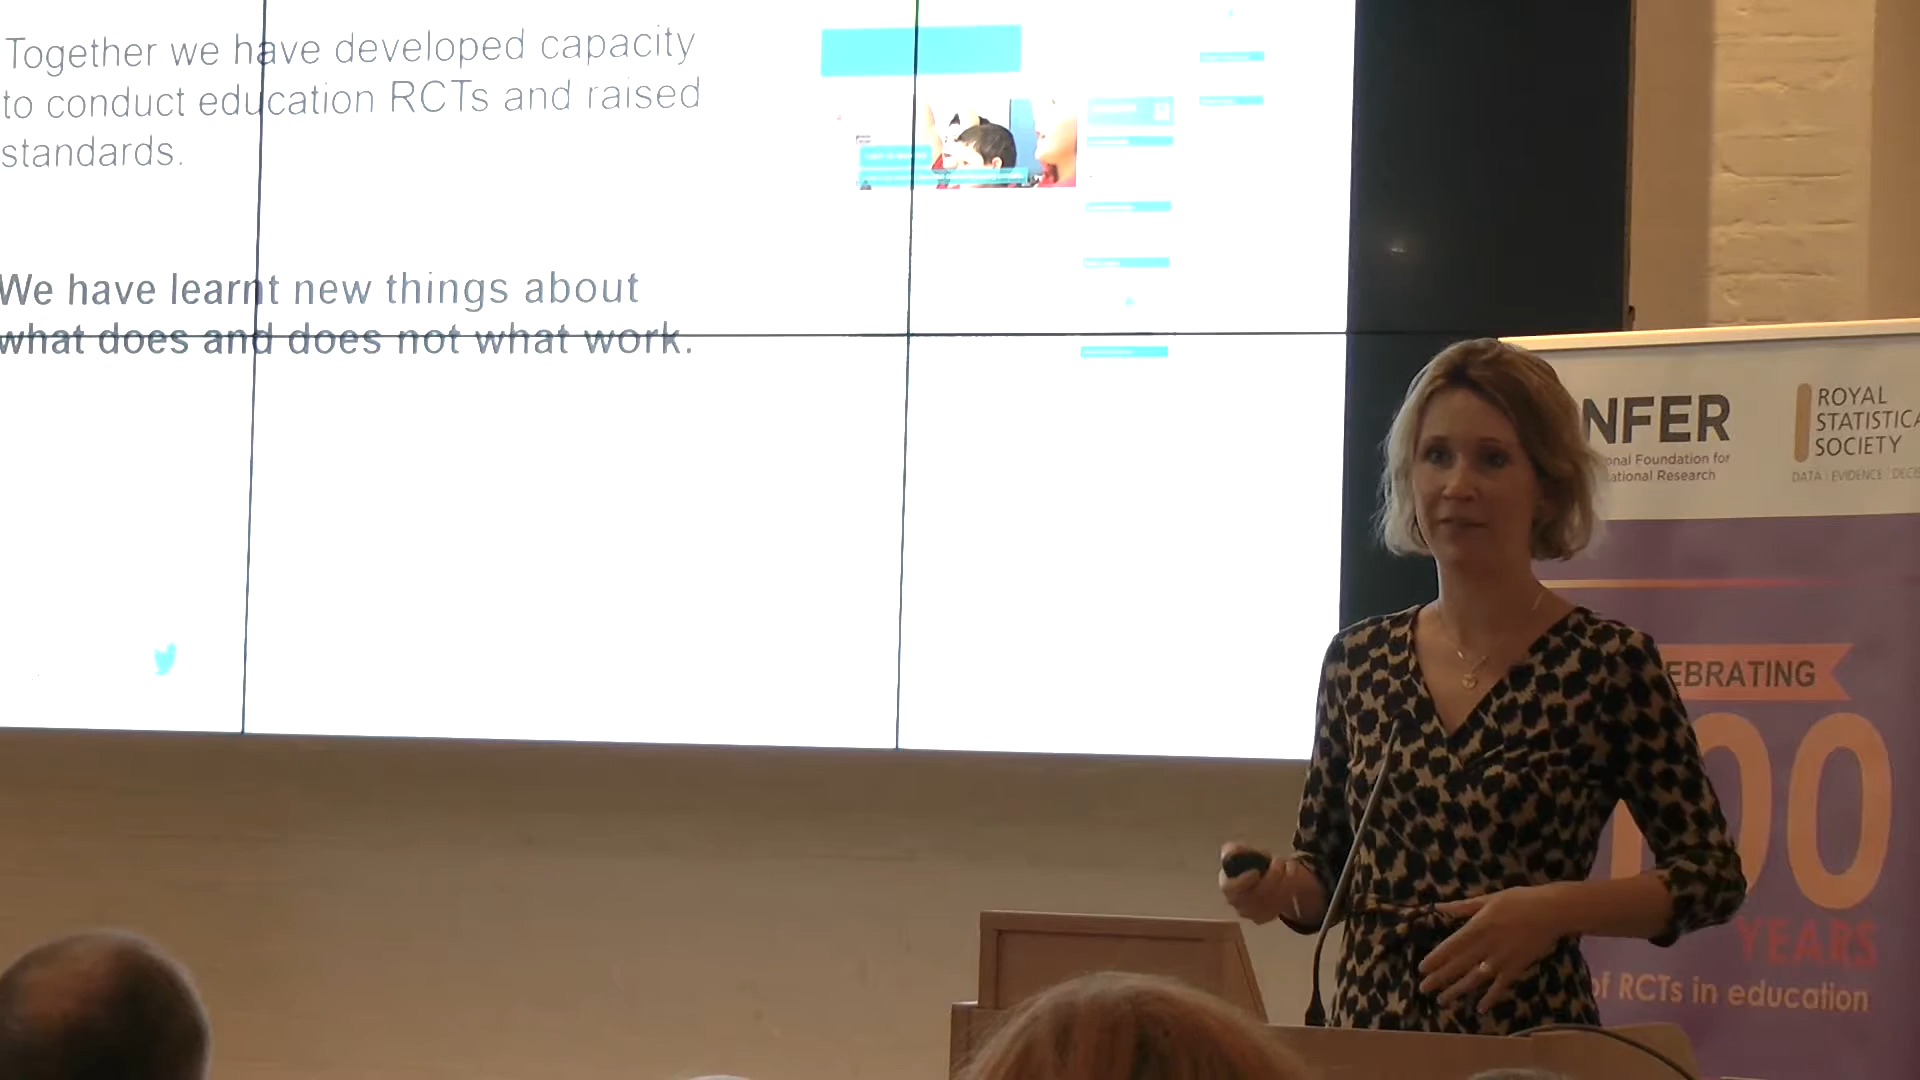 Together we have developed capacity
to conduct education RCTs and raised
standards.
We have learnt new things about
what does and does not what work.
NFER
onal Foundation for
ational Research
ROYAL
STATISTICA
SOCIETY
DATA | EVIDENCE | DECIS
EBRATING
100
YEARS
of RCTs in education